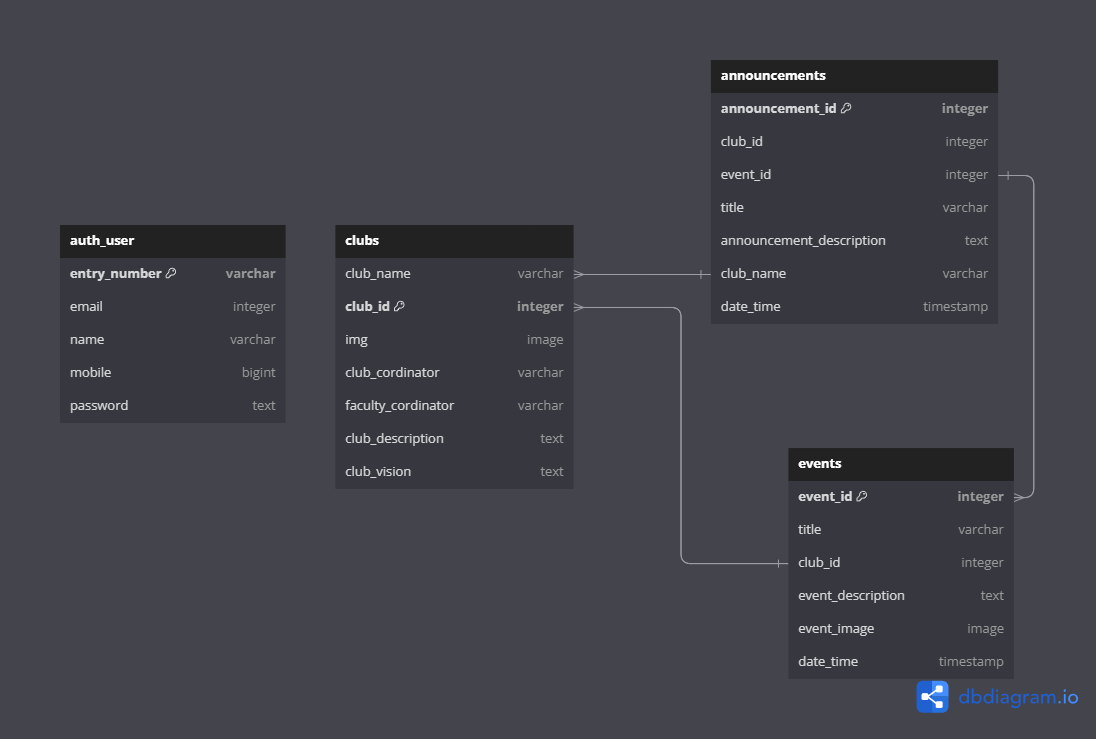 auth_user
entry_number varchar
email integer
name varchar
mobile bigint
password text
clubs
club_name varchar
club_id integer
img image
club_cordinator varchar
faculty_cordinator varchar
club_description text
club_vision text
announcements
announcement_id integer
club_id integer
event_id integer
title varchar
announcement_description text
club_name varchar
date_time timestamp
events
event_id integer
title varchar
club_id integer
event_description text
event_image image
date_time timestamp
dbdiagram.io